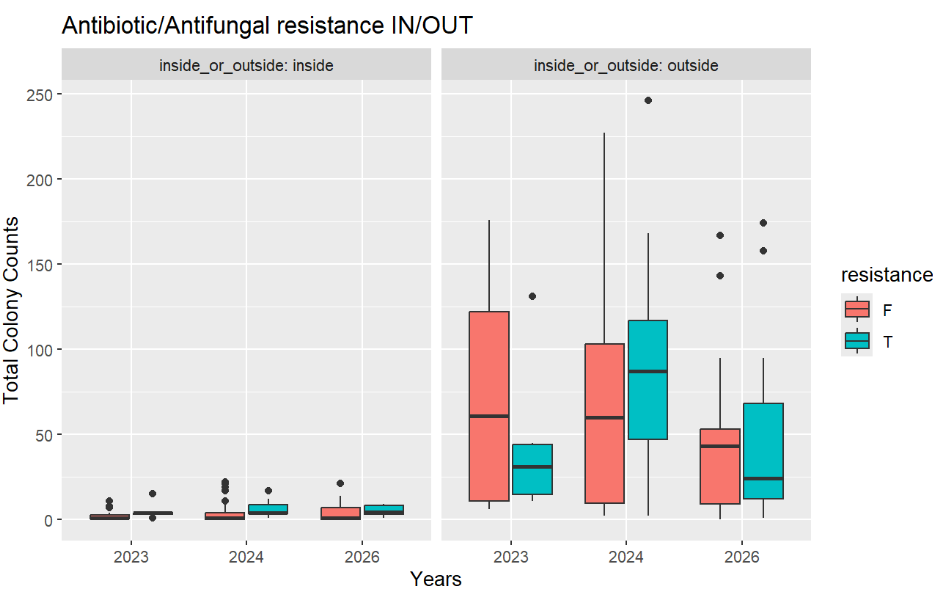 Antibiotic/Antifungal resistance IN/OUT
inside_or_outside: inside
inside_or_outside: outside
Total Colony Counts
250
200
150
100
50
0
2023
2024
2026
2023
2024
2026
Years
resistance
F
T